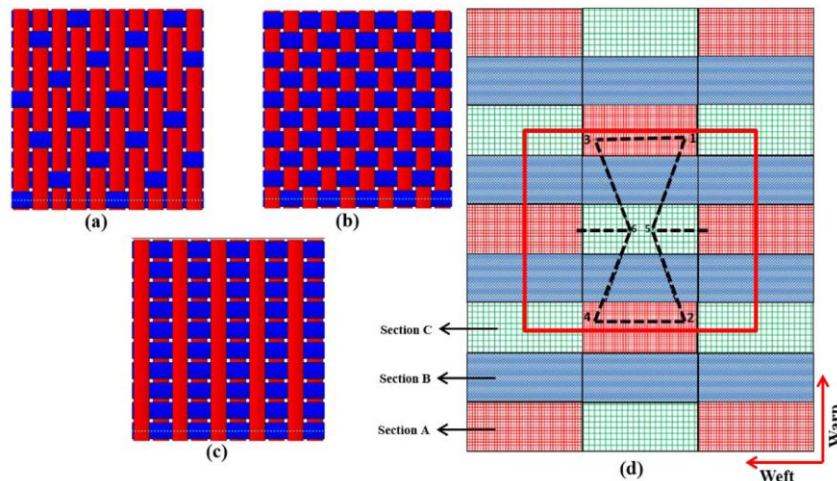 (a)
(b)
(c)
3
1
6
5
4
2
Section C
Section B
Section A
(d)
Weft
Warp